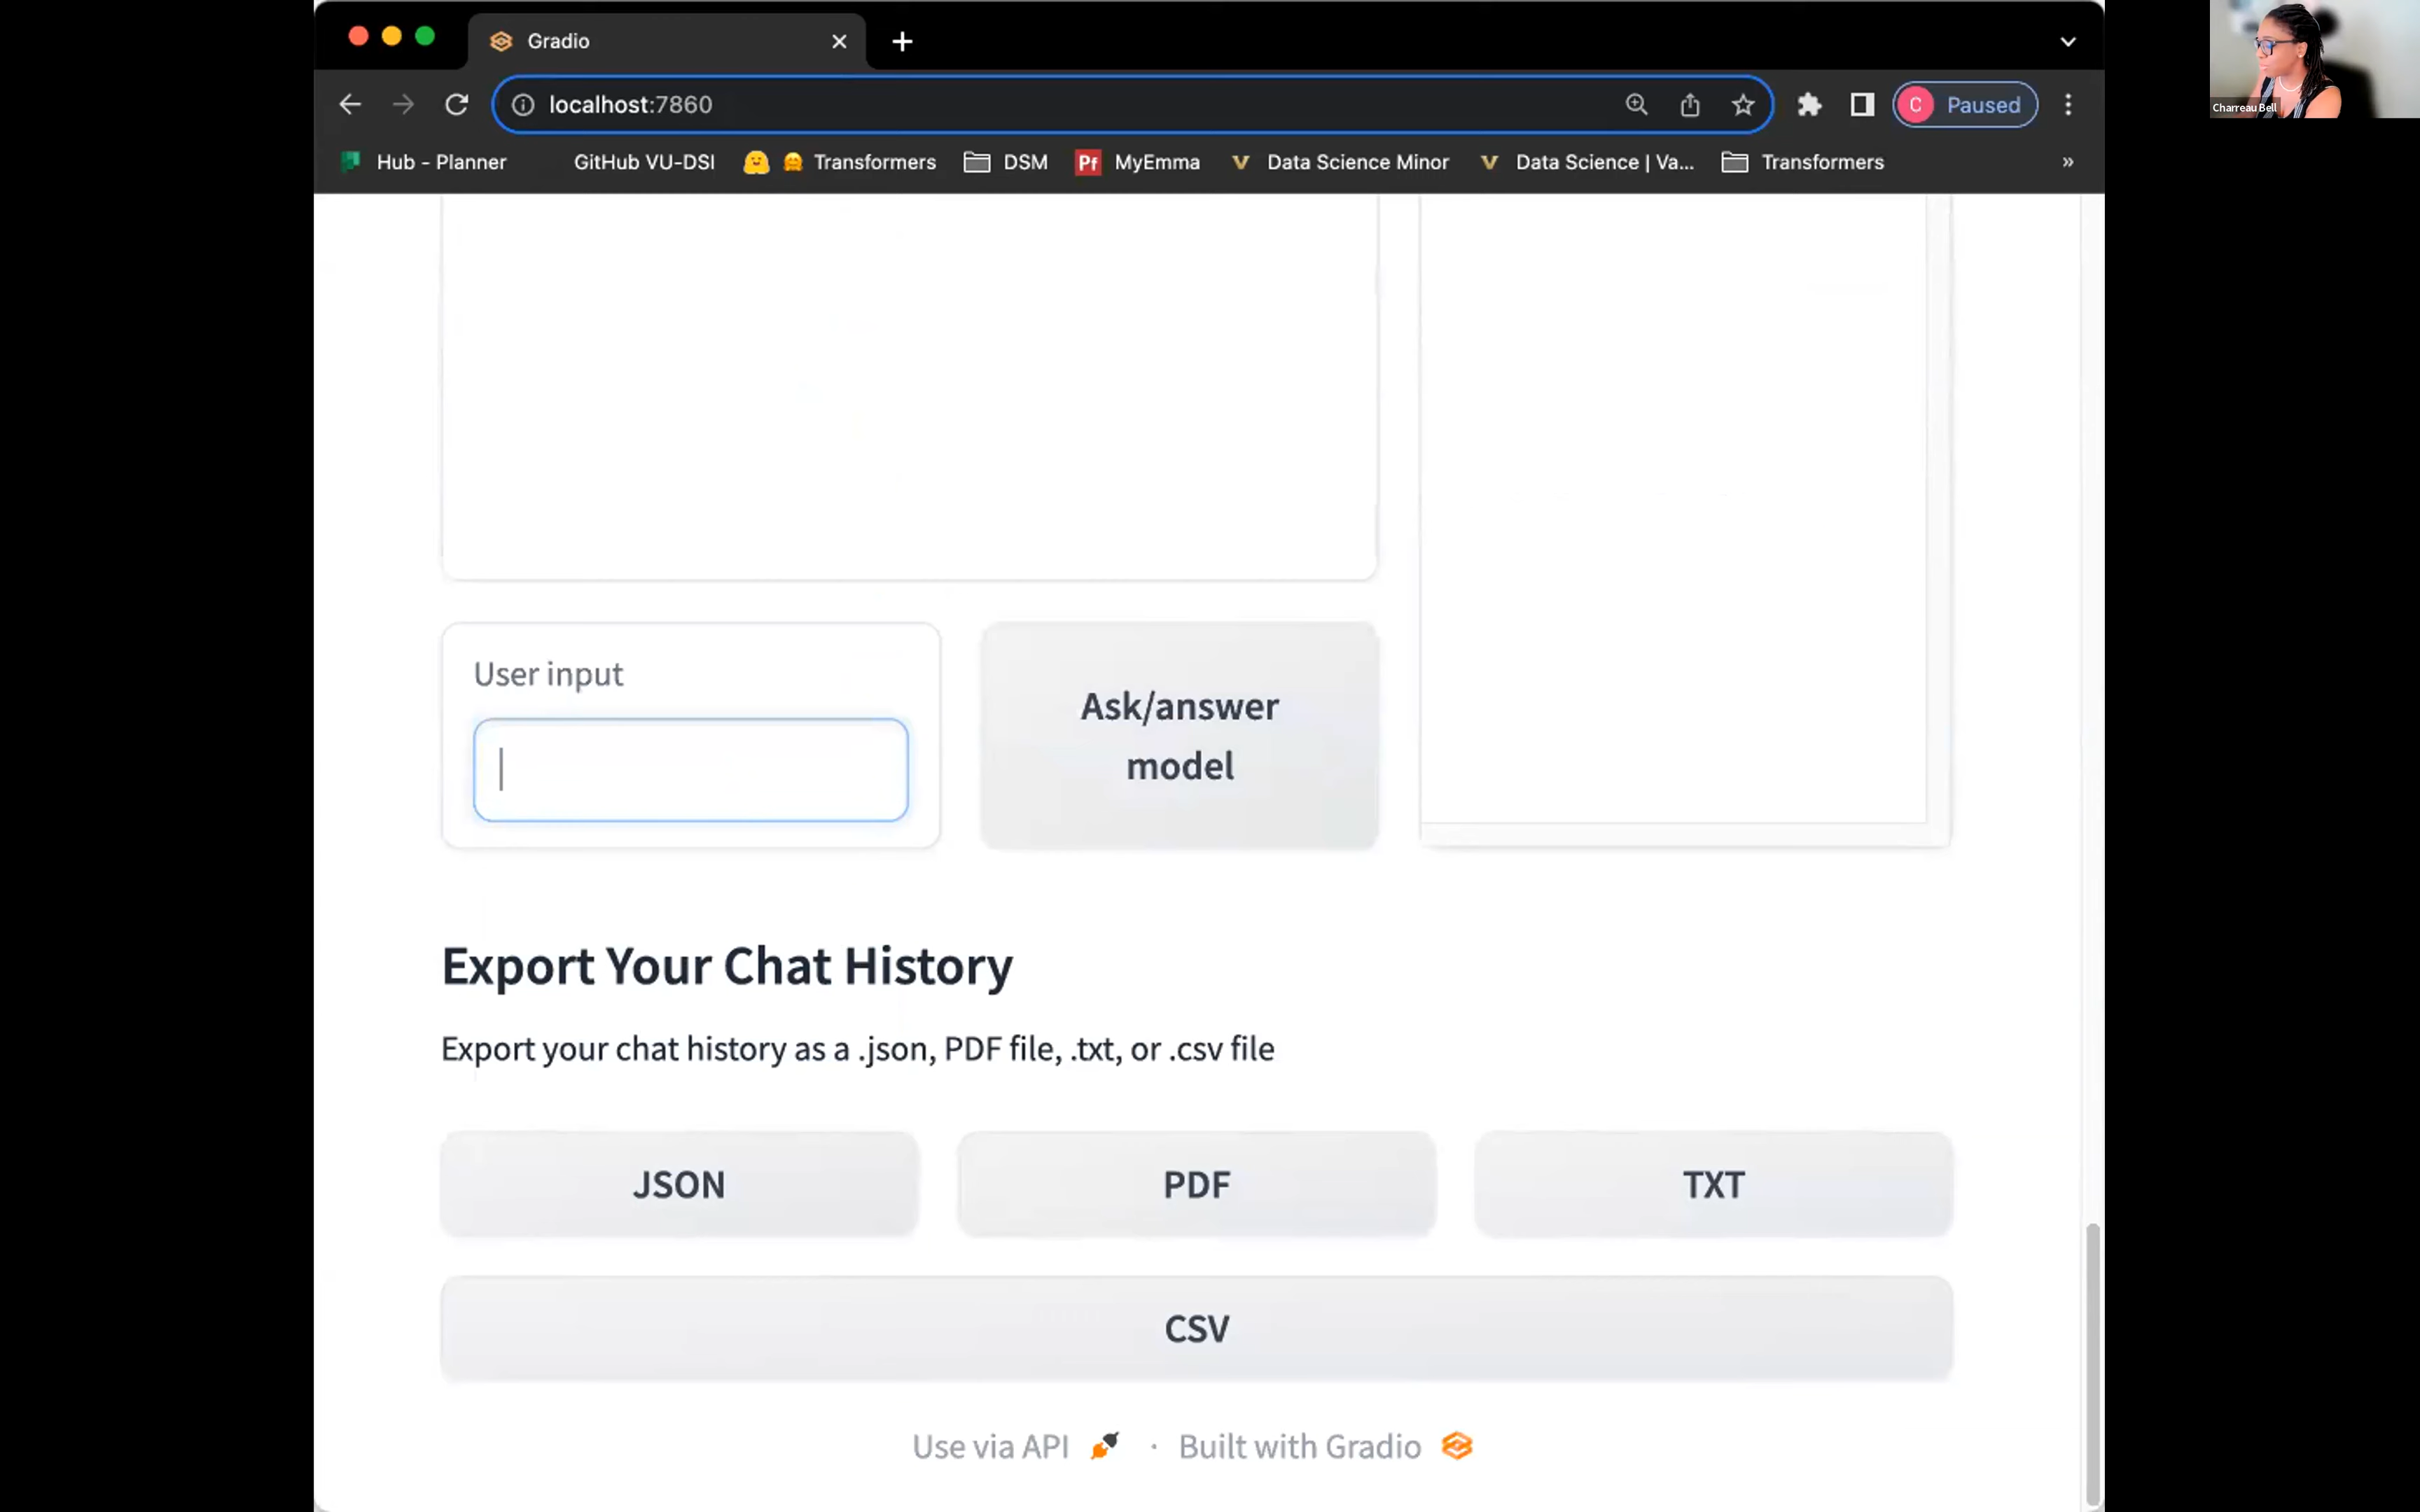 Gradio
localhost:7860
C Paused
Hub - Planner GitHub VU-DSI Transformers DSM Pf MyEmma Data Science Minor Data Science | Va... Transformers »
Charreau Bell
User input
Ask/answer
model
Export Your Chat History
Export your chat history as a .json, PDF file, .txt, or .csv file
JSON PDF TXT
CSV
Use via API · Built with Gradio